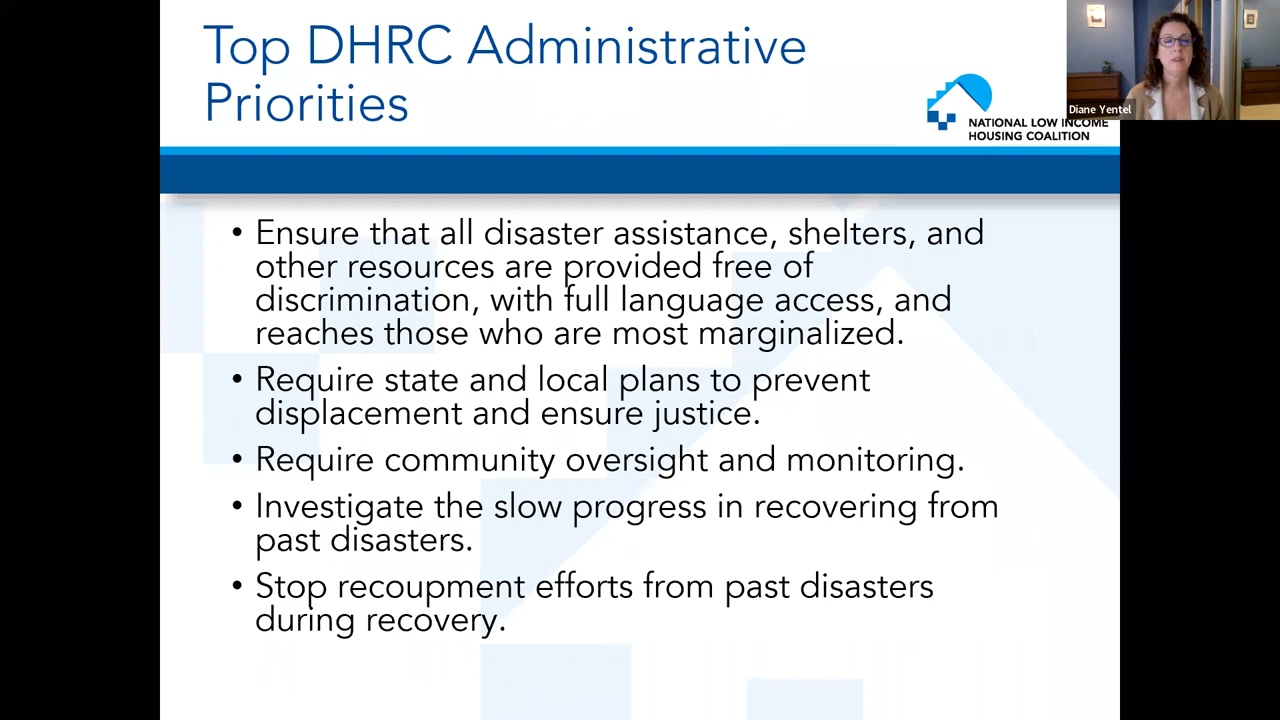 Top DHRC Administrative
Priorities
NATIONAL LOW INCOME
HOUSING COALITION
Diane Yentel
• Ensure that all disaster assistance, shelters, and
other resources are provided free of
discrimination, with full language access, and
reaches those who are most marginalized.
• Require state and local plans to prevent
displacement and ensure justice.
• Require community oversight and monitoring.
• Investigate the slow progress in recovering from
past disasters.
• Stop recoupment efforts from past disasters
during recovery.